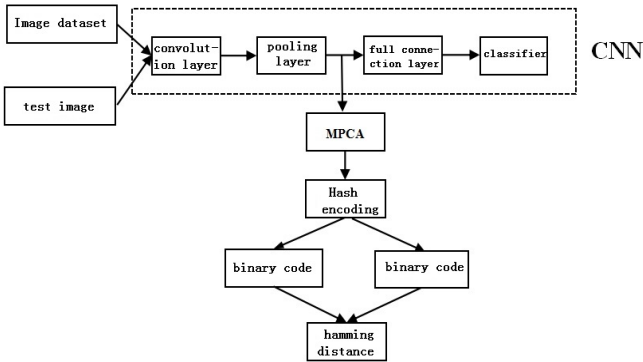 Image dataset
test image
convolut-
ion layer
pooling
layer
full conne-
ction layer
classifier
CNN
MPCA
Hash
encoding
binary code
binary code
hamming
distance